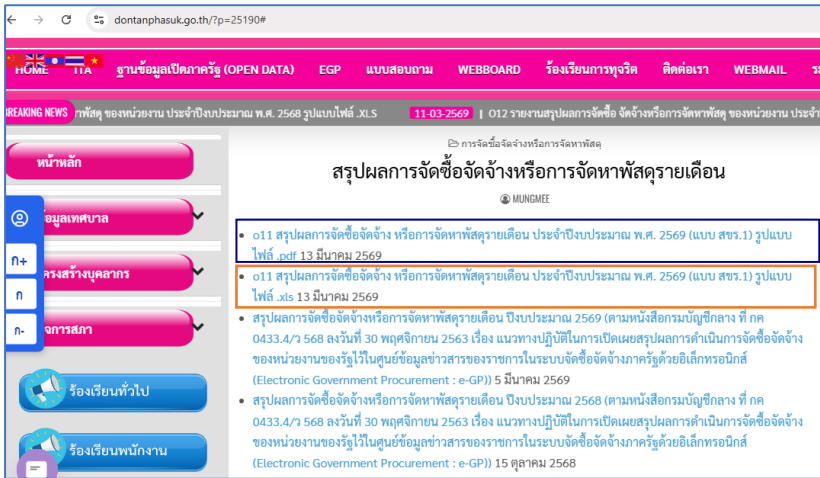 dontanphasuk.go.th/?p=25190#
HOME ITA ฐานข้อมูลเปิดภาครัฐ (OPEN DATA) EGP แบบสอบถาม WEBBOARD ร้องเรียนการทุจริต ติดต่อเรา WEBMAIL
BREAKING NEWS าพัสดุ ของหน่วยงาน ประจำปีงบประมาณ พ.ศ. 2568 รูปแบบไฟล์ .XLS 11-03-2569 | O12 รายงานสรุปผลการจัดซื้อ จัดจ้างหรือการจัดหาพัสดุ ของหน่วยงาน ประจำ
การจัดซื้อจัดจ้างหรือการจัดหาพัสดุ
หน้าหลัก
สรุปผลการจัดซื้อจัดจ้างหรือการจัดหาพัสดุรายเดือน
MUNGMEE
อมูลเทศบาล
ก+
ครงสร้างบุคลากร
ก
ก-
จการสภา
ร้องเรียนทั่วไป
ร้องเรียนพนักงาน
o11 สรุปผลการจัดซื้อจัดจ้าง หรือการจัดหาพัสดุรายเดือน ประจำปีงบประมาณ พ.ศ. 2569 (แบบ สขร.1) รูปแบบ
ไฟล์ .pdf 13 มีนาคม 2569
o11 สรุปผลการจัดซื้อจัดจ้าง หรือการจัดหาพัสดุรายเดือน ประจำปีงบประมาณ พ.ศ. 2569 (แบบ สขร.1) รูปแบบ
ไฟล์ .xls 13 มีนาคม 2569
สรุปผลการจัดซื้อจัดจ้างหรือการจัดหาพัสดุรายเดือน ปีงบประมาณ 2569 (ตามหนังสือกรมบัญชีกลาง ที่ กค
0433.4/ว 568 ลงวันที่ 30 พฤศจิกายน 2563 เรื่อง แนวทางปฏิบัติในการเปิดเผยสรุปผลการดำเนินการจัดซื้อจัดจ้าง
ของหน่วยงานของรัฐไว้ในศูนย์ข้อมูลข่าวสารของราชการในระบบจัดซื้อจัดจ้างภาครัฐด้วยอิเล็กทรอนิกส์
(Electronic Government Procurement : e-GP)) 5 มีนาคม 2569
สรุปผลการจัดซื้อจัดจ้างหรือการจัดหาพัสดุรายเดือน ปีงบประมาณ 2568 (ตามหนังสือกรมบัญชีกลาง ที่ กค
0433.4/ว 568 ลงวันที่ 30 พฤศจิกายน 2563 เรื่อง แนวทางปฏิบัติในการเปิดเผยสรุปผลการดำเนินการจัดซื้อจัดจ้าง
ของหน่วยงานของรัฐไว้ในศูนย์ข้อมูลข่าวสารของราชการในระบบจัดซื้อจัดจ้างภาครัฐด้วยอิเล็กทรอนิกส์
(Electronic Government Procurement : e-GP)) 15 ตุลาคม 2568